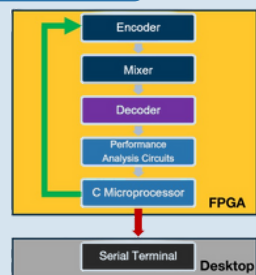 Encoder
Mixer
Decoder
Performance
Analysis Circuits
C Microprocessor
FPGA
Serial Terminal
Desktop